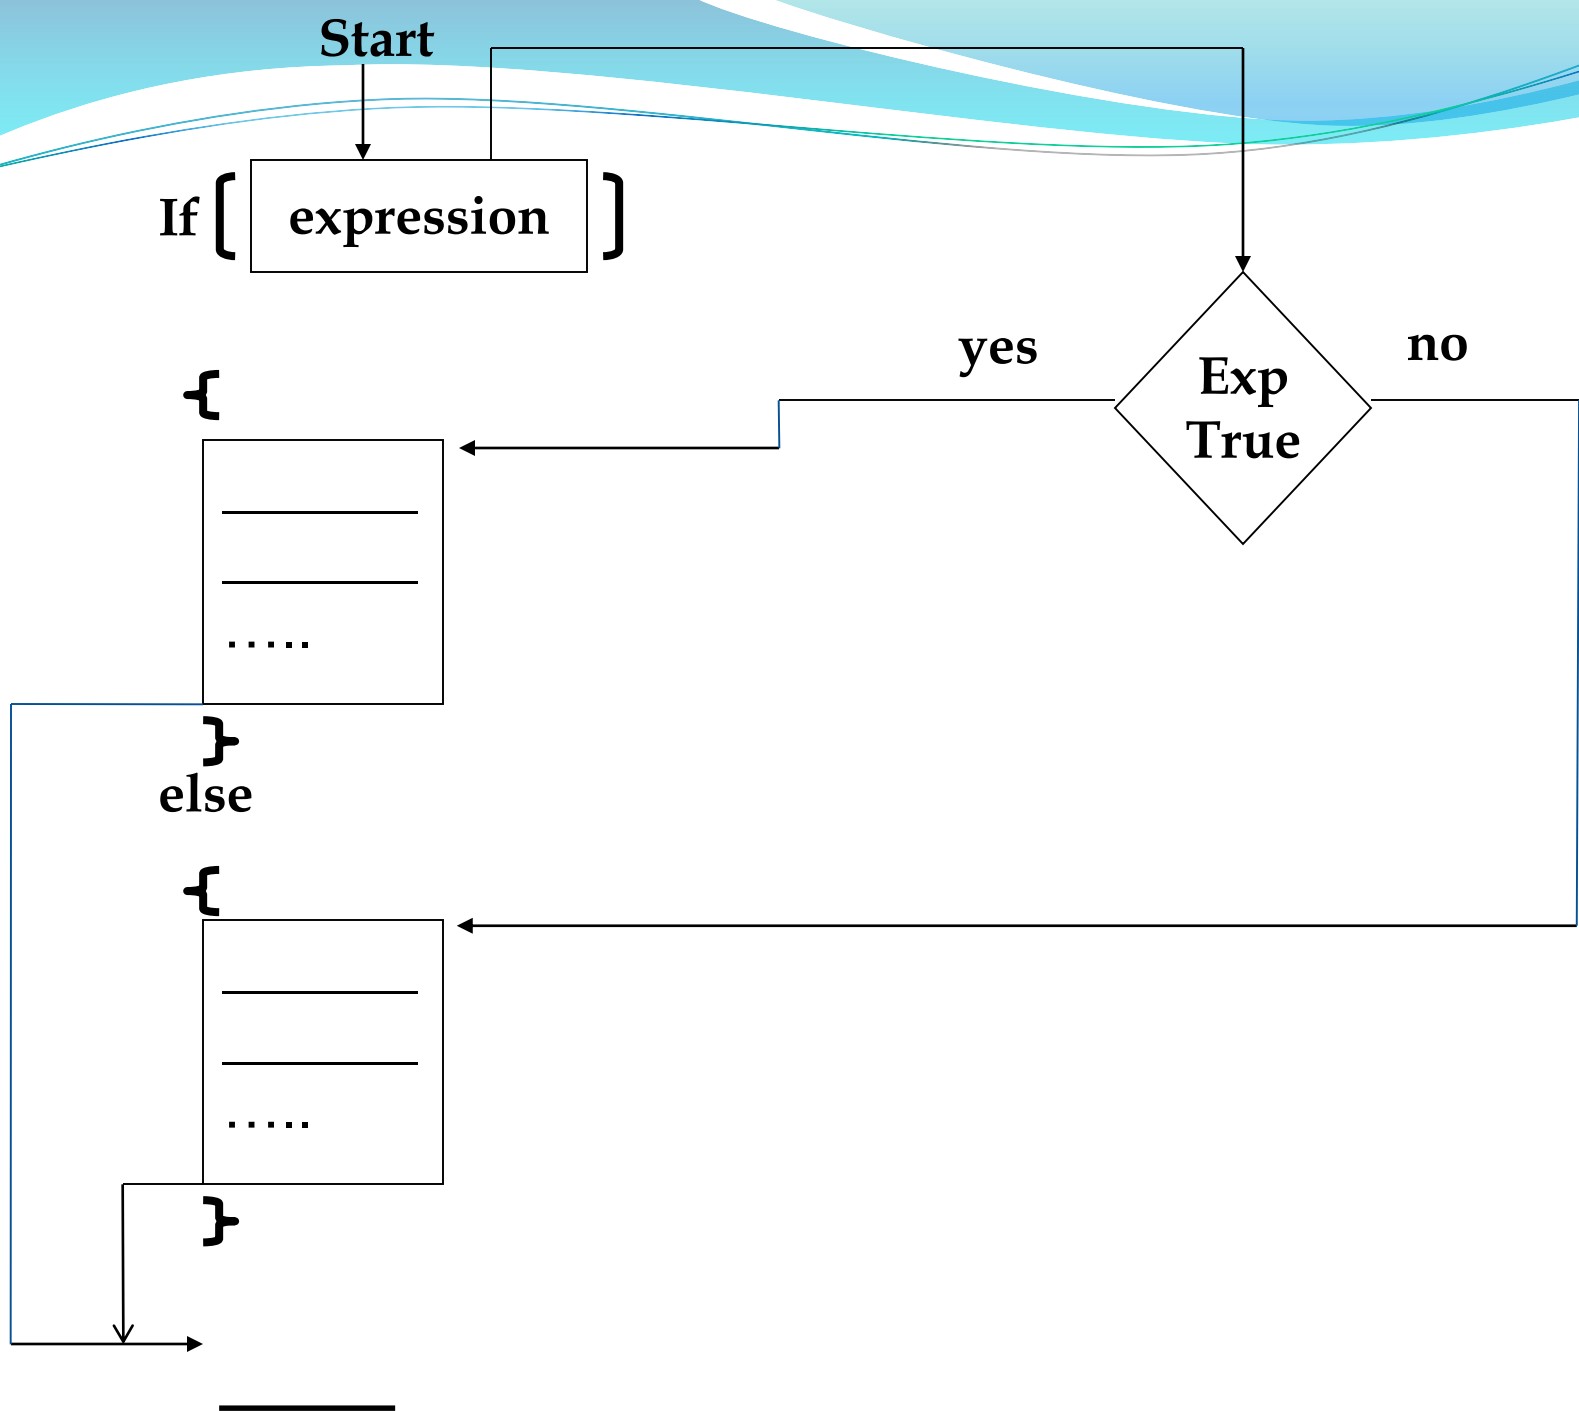 Start
If ( expression )
yes
no
Exp
True
{
.....
}
else
{
.....
}